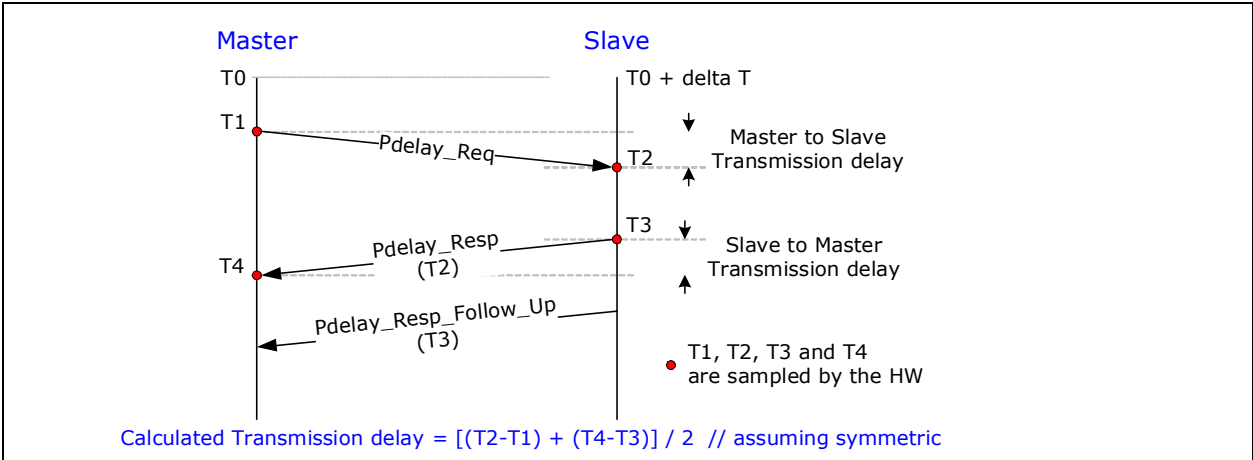 Master
Slave
T0
T0 + delta T
T1
Pdelay_Req
T2
Master to Slave
Transmission delay
T3
Pdelay_Resp
(T2)
T4
Slave to Master
Transmission delay
Pdelay_Resp_Follow_Up
(T3)
T1, T2, T3 and T4
are sampled by the HW
Calculated Transmission delay = [(T2-T1) + (T4-T3)] / 2 // assuming symmetric